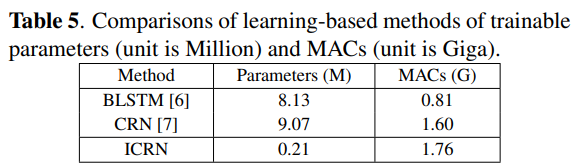 Table 5. Comparisons of learning-based methods of trainable
parameters (unit is Million) and MACs (unit is Giga).
Method Parameters (M) MACs (G)
BLSTM [6] 8.13 0.81
CRN [7] 9.07 1.60
ICRN 0.21 1.76